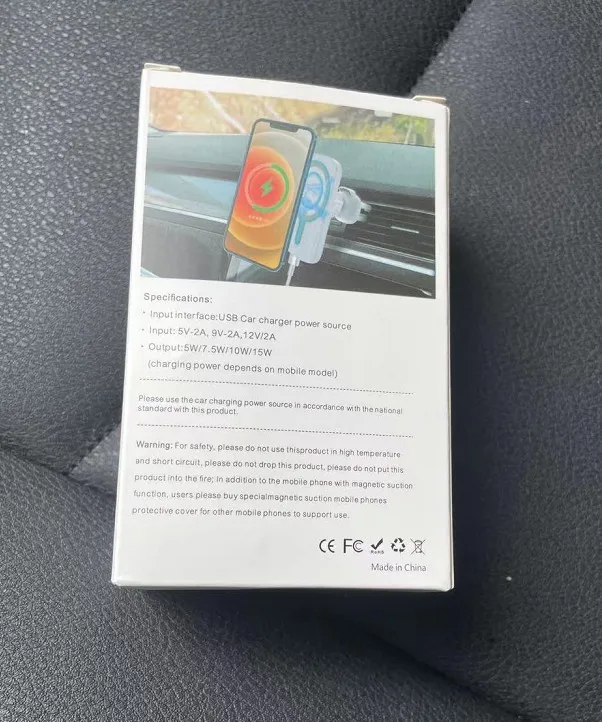 Specifications:
· Input interface:USB Car charger power source
· Input: 5V-2A, 9V-2A,12V/2A
· Output:5W/7.5W/10W/15W
(charging power depends on mobile model)
Please use the car charging power source in accordance with the national
standard with this product.
Warning: For safety, please do not use thisproduct in high temperature
and short circuit, please do not drop this product, please do not put this
product into the fire; In addition to the mobile phone with magnetic suction
function, users please buy specialmagnetic suction mobile phones
protective cover for other mobile phones to support use.
CE FC RoHS
Made in China